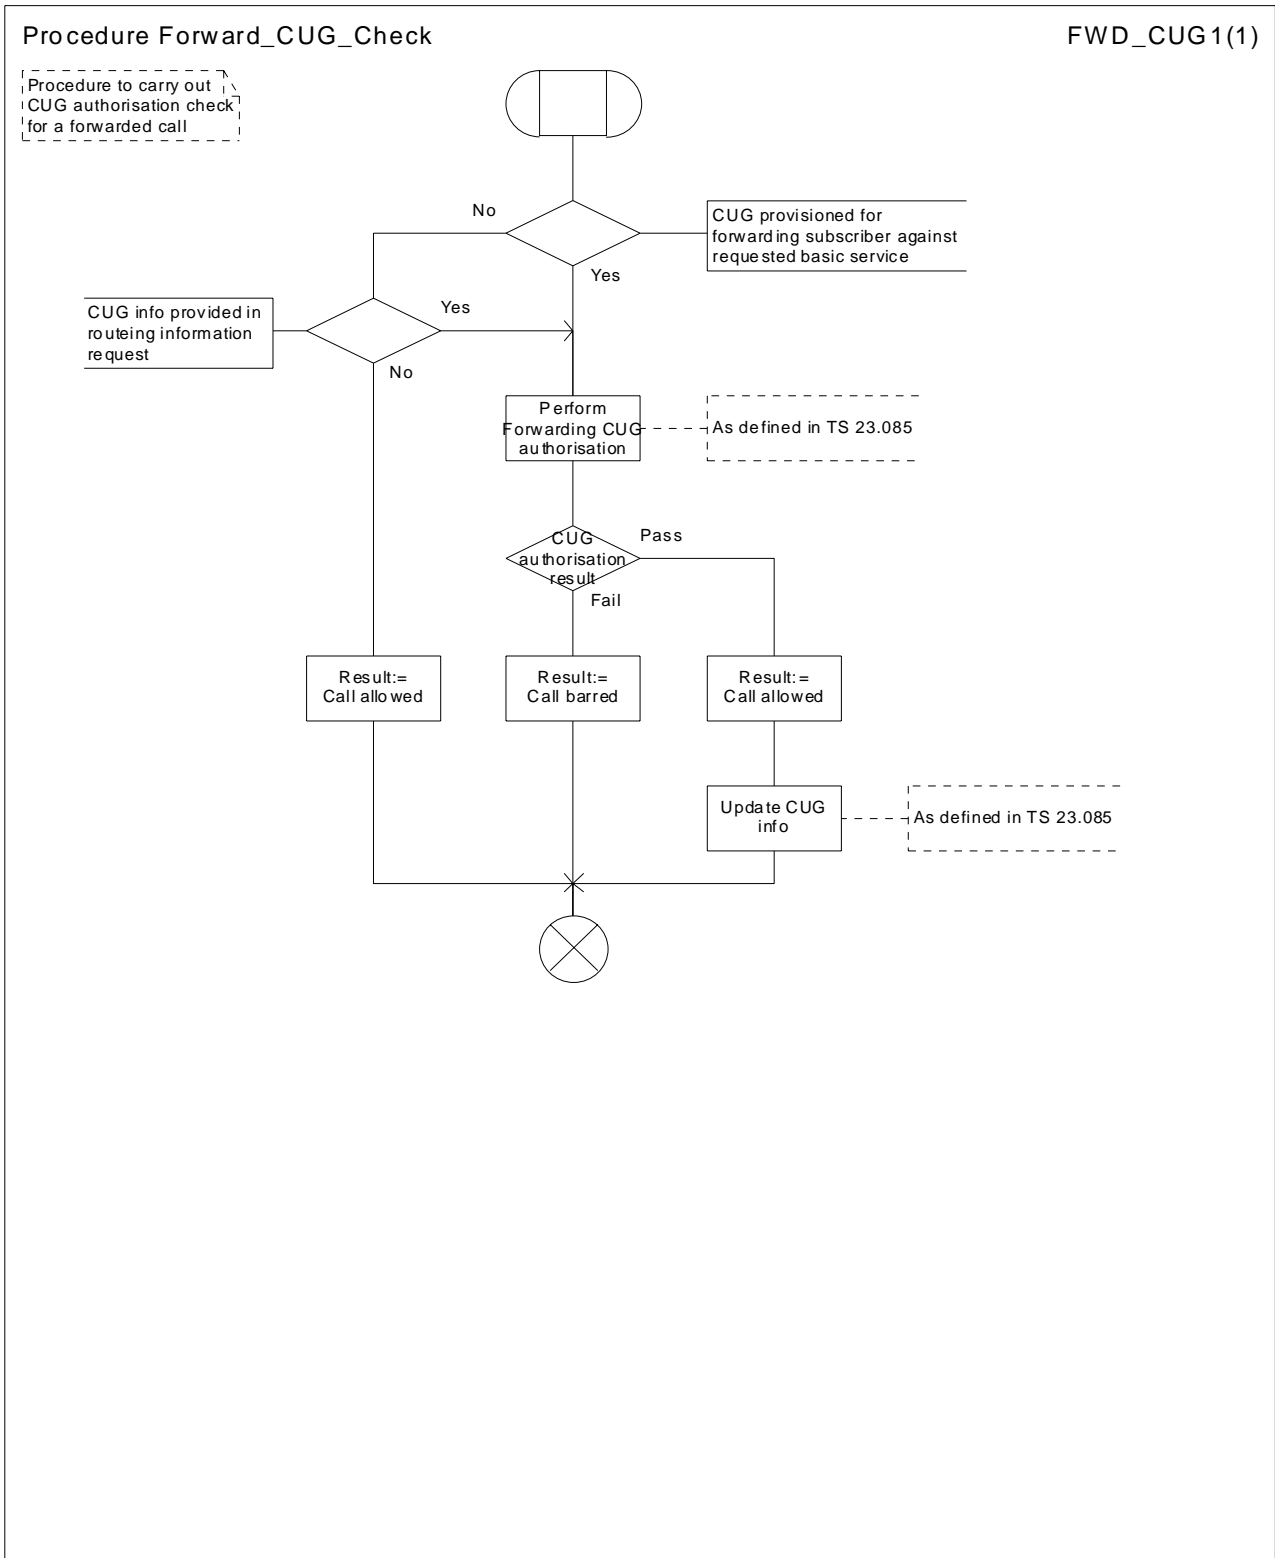 Procedure Forward_CUG_Check
FWD_CUG1(1)
Procedure to carry out
CUG authorisation check
for a forwarded call
No
CUG provisioned for
forwarding subscriber against
requested basic service
Yes
CUG info provided in
routeing information
request
Yes
No
Perform
Forwarding CUG
authorisation
As defined in TS 23.085
CUG
authorisation
result
Pass
Fail
Result:=
Call allowed
Result:=
Call barred
Result:=
Call allowed
Update CUG
info
As defined in TS 23.085